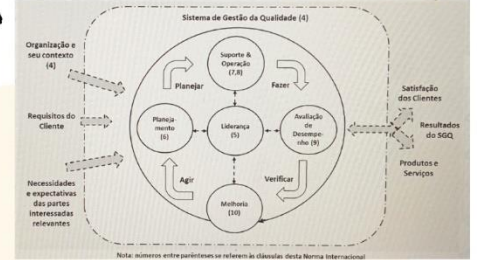 Sistema de Gestão da Qualidade (4)
Organização e
seu contexto
(4)
Requisitos do
Cliente
Necessidades
e expectativas
das partes
interessadas
relevantes
Suporte &
Operação
(7,8)
Planejar
Fazer
Planeja-
mento
(6)
Liderança
(5)
Avaliação
de
Desempe-
nho (9)
Agir
Verificar
Melhoria
(10)
Satisfação
dos Clientes
Resultados
do SGQ
Produtos e
Serviços
Nota: números entre parênteses se referem às cláusulas desta Norma Internacional